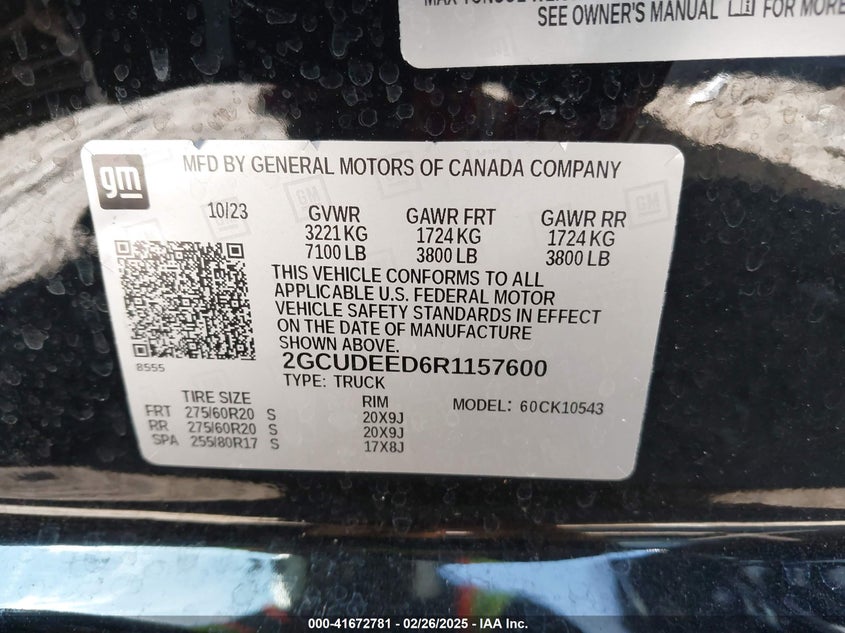 MAX TONGUE
SEE OWNER'S MANUAL FOR MORE
gm
MFD BY GENERAL MOTORS OF CANADA COMPANY
10/23 GVWR GAWR FRT GAWR RR
3221 KG 1724 KG 1724 KG
7100 LB 3800 LB 3800 LB
THIS VEHICLE CONFORMS TO ALL
APPLICABLE U.S. FEDERAL MOTOR
VEHICLE SAFETY STANDARDS IN EFFECT
ON THE DATE OF MANUFACTURE
SHOWN ABOVE.
8555
2GCUDEED6R1157600
TYPE: TRUCK
TIRE SIZE RIM MODEL: 60CK10543
FRT 275/60R20 S 20X9J
RR 275/60R20 S 20X9J
SPA 255/80R17 S 17X8J
000-41672781 - 02/26/2025 - IAA Inc.